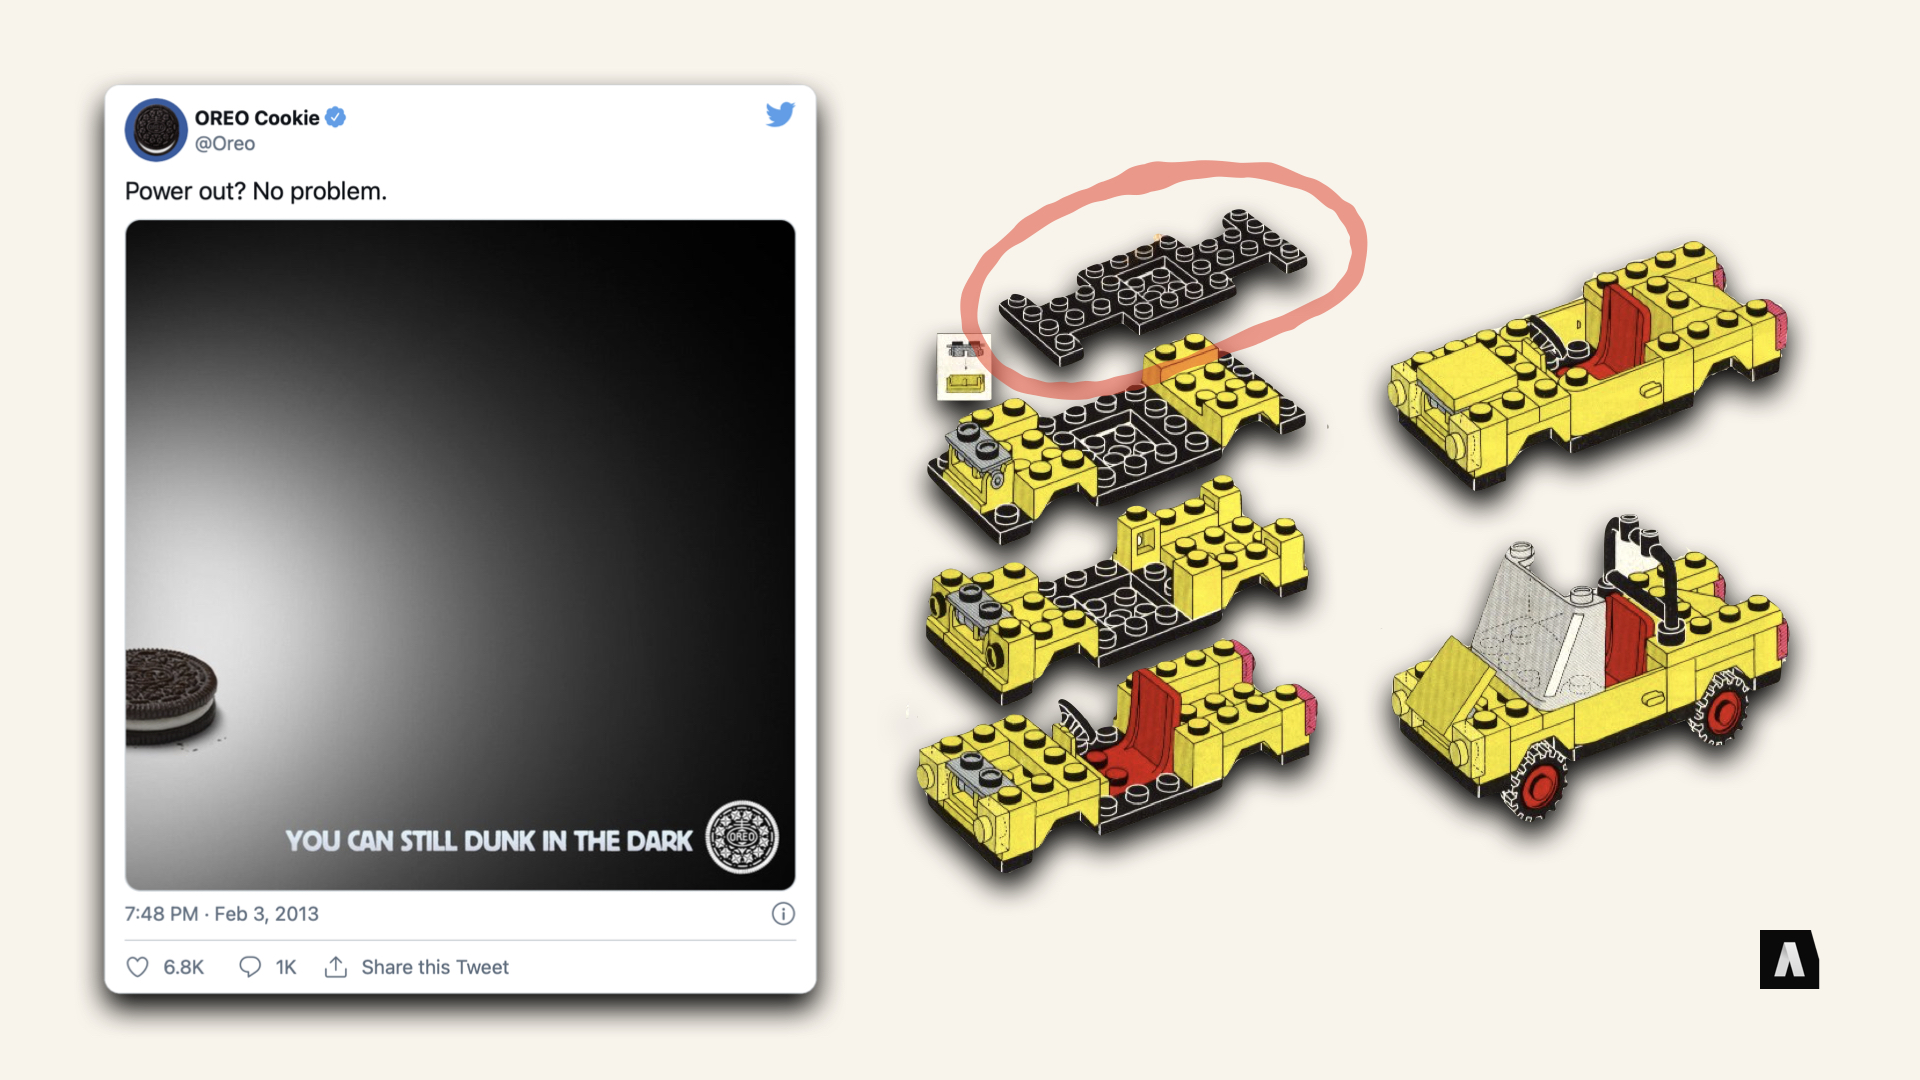 OREO Cookie
@Oreo
Power out? No problem.
YOU CAN STILL DUNK IN THE DARK
OREO
7:48 PM · Feb 3, 2013
6.8K 1K Share this Tweet